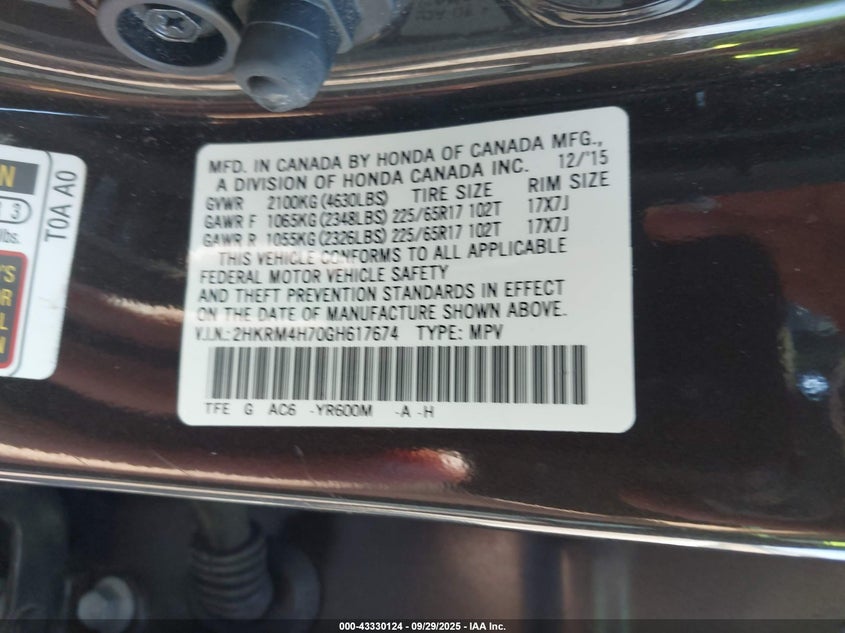 MFD. IN CANADA BY HONDA OF CANADA MFG.,
A DIVISION OF HONDA CANADA INC. 12/'15
GVWR 2100KG(4630LBS) TIRE SIZE RIM SIZE
GAWR F 1065KG(2348LBS) 225/65R17 102T 17X7J
GAWR R 1055KG(2326LBS) 225/65R17 102T 17X7J
THIS VEHICLE CONFORMS TO ALL APPLICABLE
FEDERAL MOTOR VEHICLE SAFETY
AND THEFT PREVENTION STANDARDS IN EFFECT
ON THE DATE OF MANUFACTURE SHOWN ABOVE.
V.I.N.: 2HKRM4H70GH617674 TYPE: MPV
TFE G AC6 -YR600M -A -H
N
3
lbs.
'S
OR
L
N
T0A A0
000-43330124 - 09/29/2025 - IAA Inc.